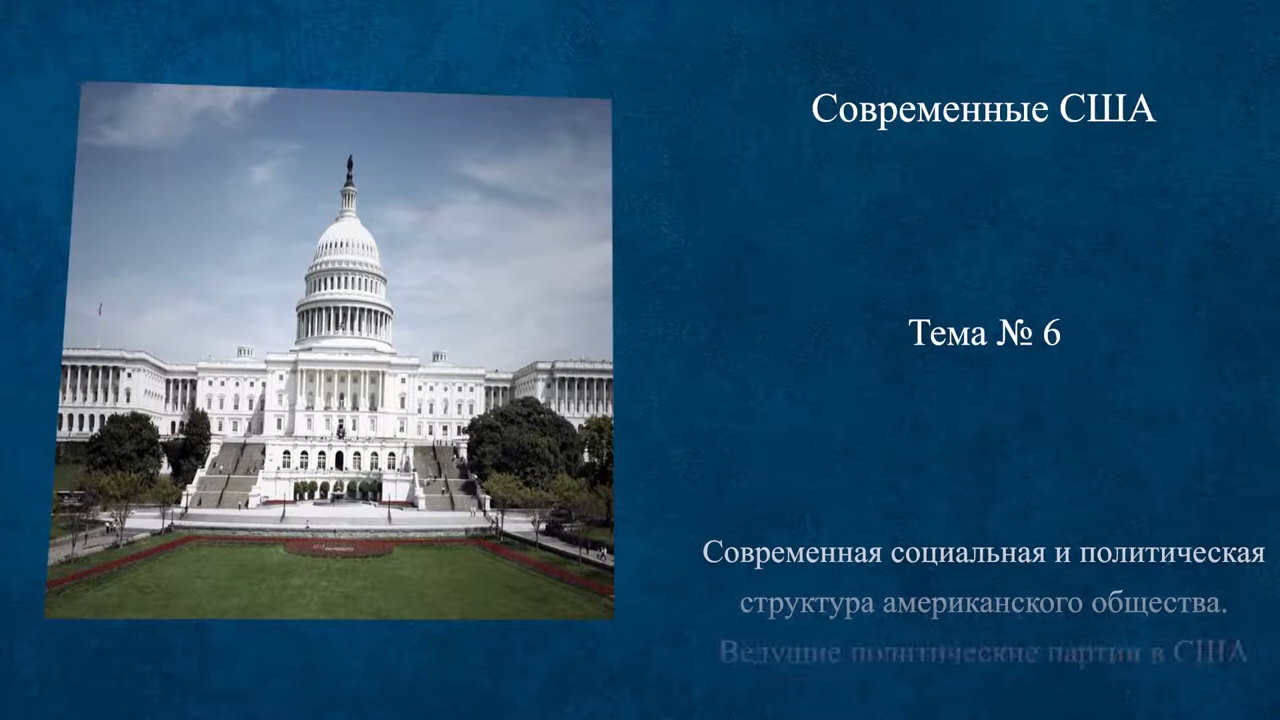 Современные США
Тема № 6
Современная социальная и политическая
структура американского общества.
Ведущие политические партии в США